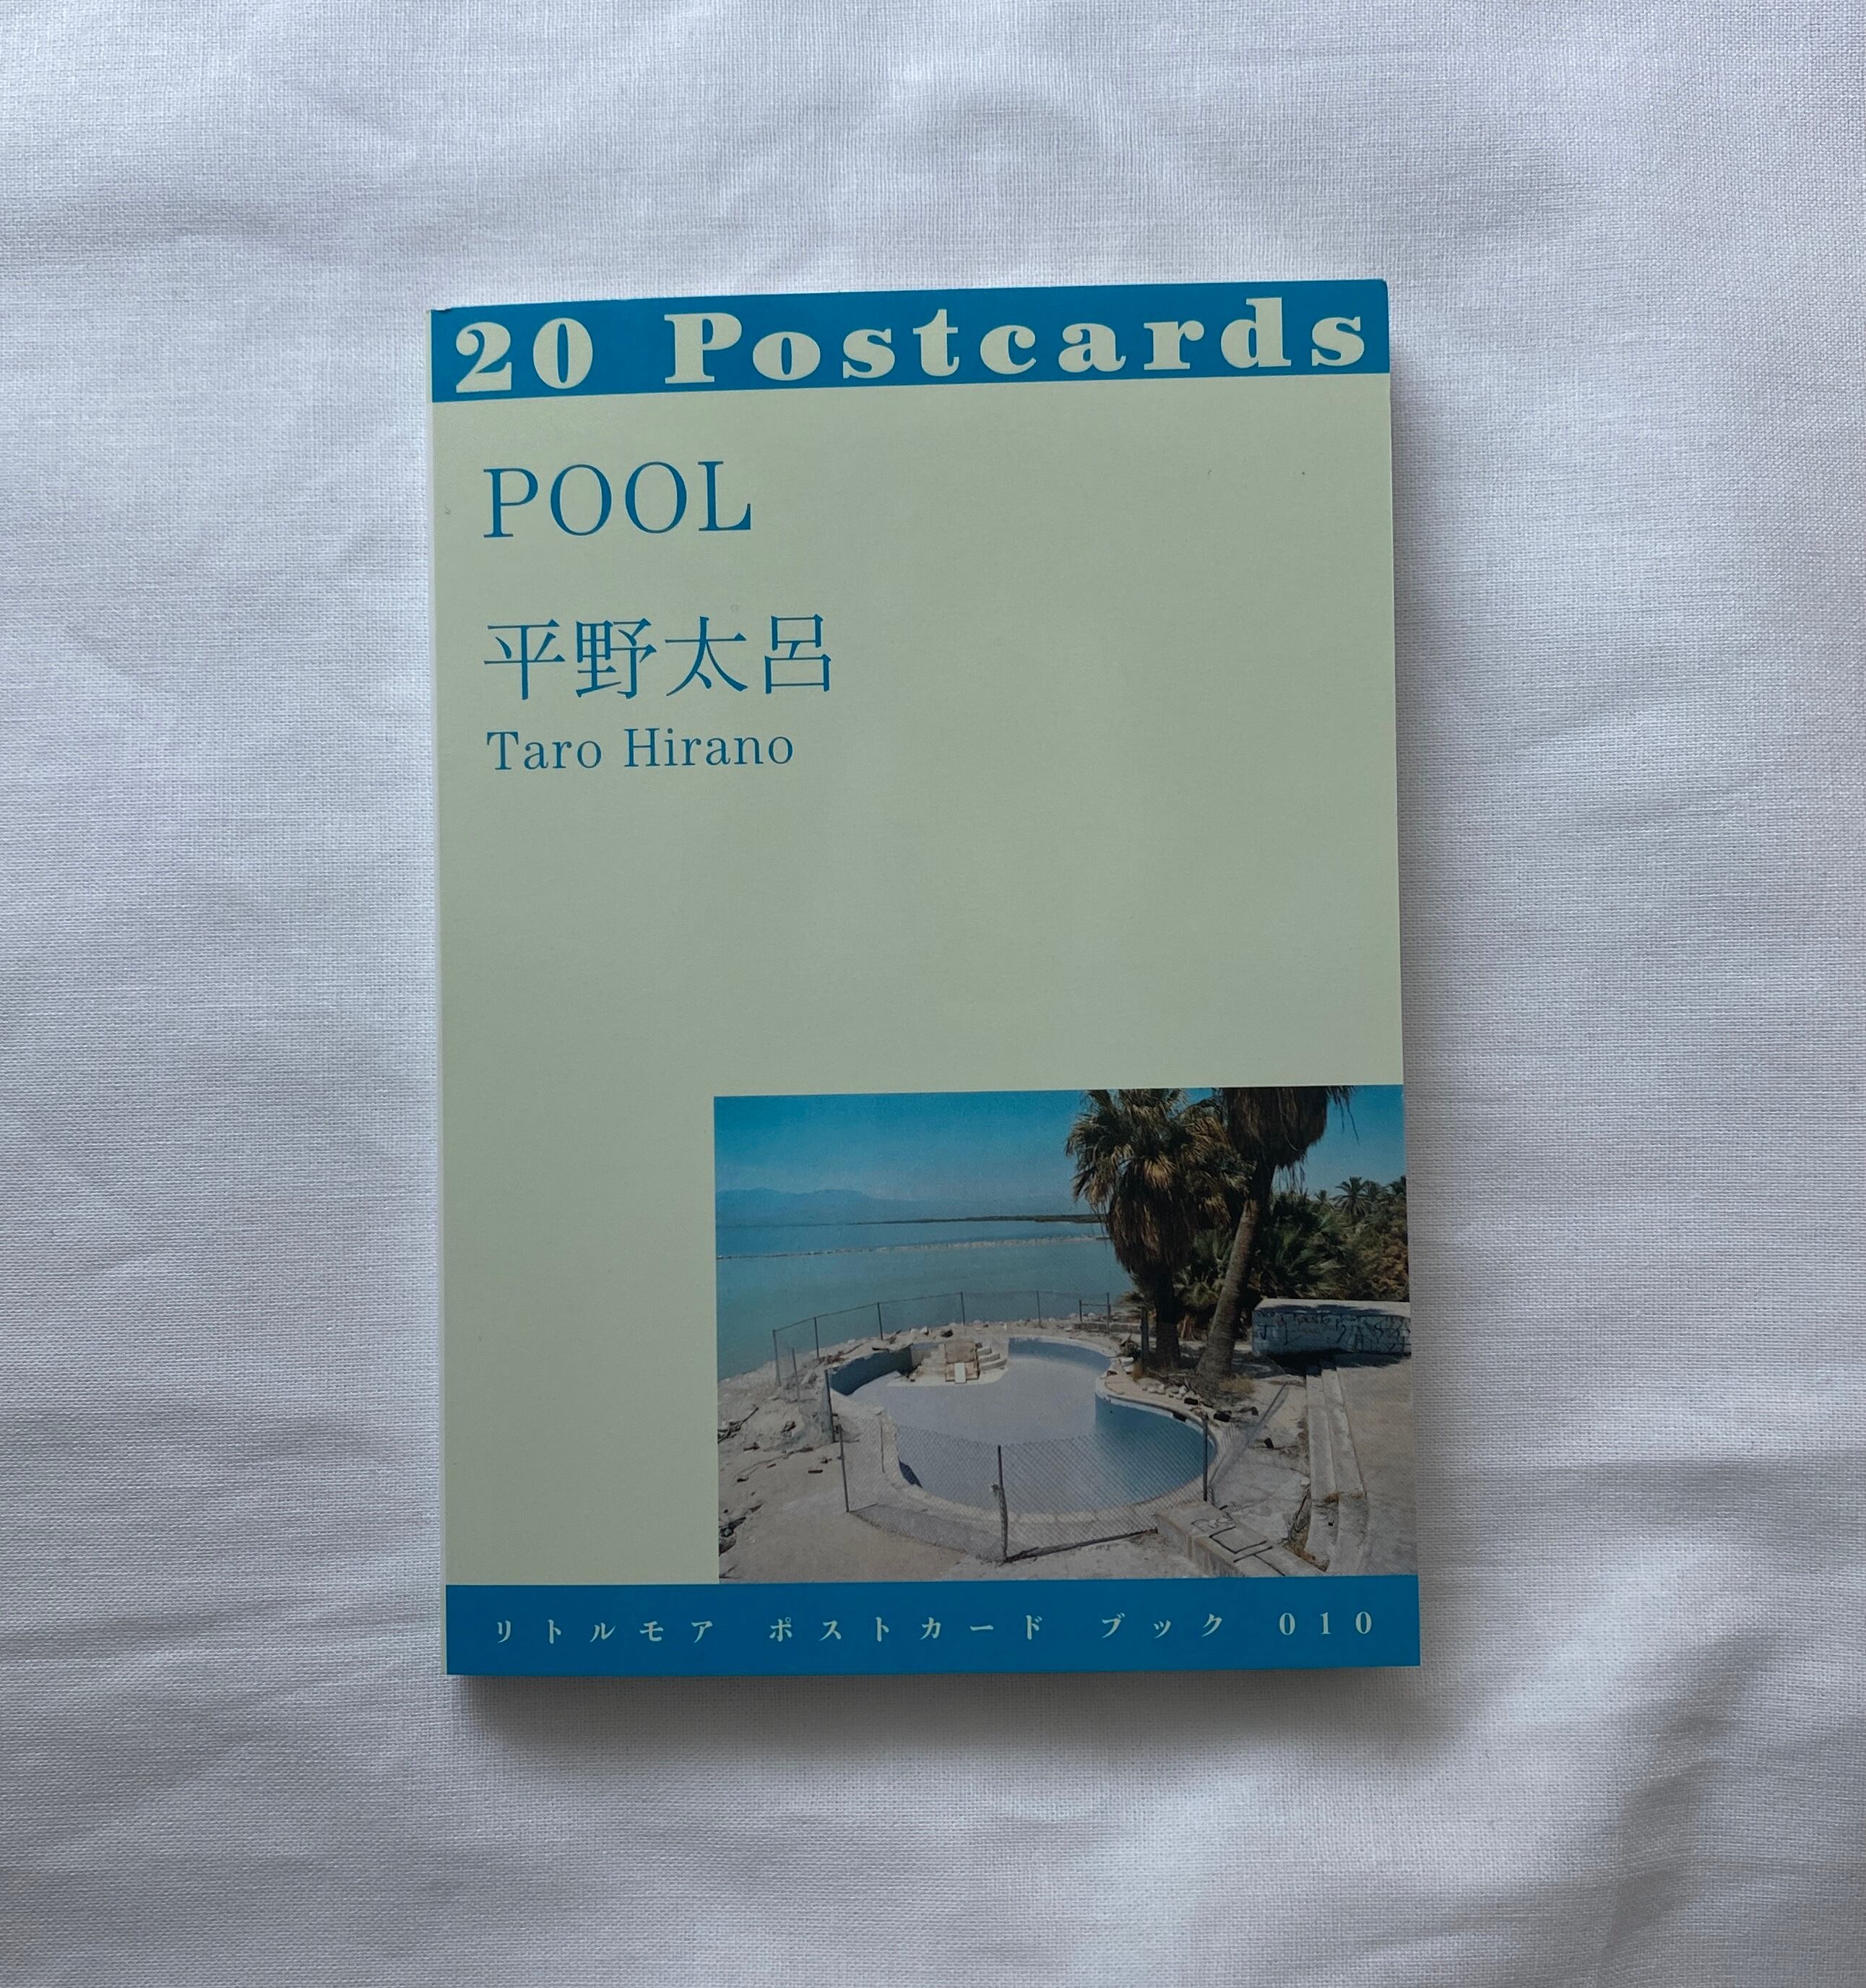 20 Postcards
POOL
平野太呂
Taro Hirano
リトルモア ポストカード ブック 010